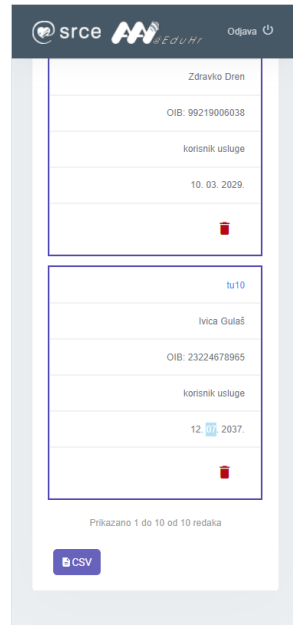 srce AAI @EduHr Odjava
Zdravko Dren
OIB: 99219006038
korisnik usluge
10. 03. 2029.
tu10
Ivica Gulaš
OIB: 23224678965
korisnik usluge
12. 07. 2037.
Prikazano 1 do 10 od 10 redaka
CSV